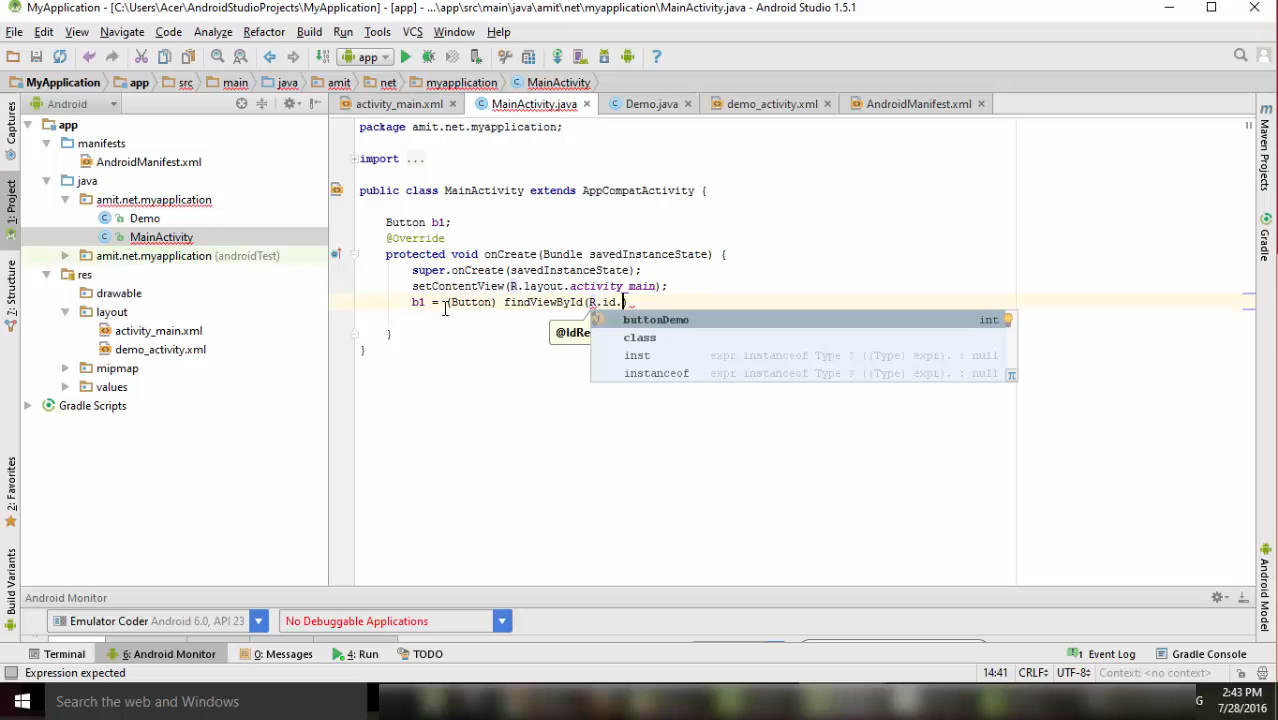 MyApplication - [C:\Users\Acer\AndroidStudioProjects\MyApplication] - [app] - ...\app\src\main\java\amit\net\myapplication\MainActivity.java - Android Studio 1.5.1
File Edit View Navigate Code Analyze Refactor Build Run Tools VCS Window Help
app
MyApplication app src main java amit net myapplication MainActivity
Android
activity_main.xml MainActivity.java Demo.java demo_activity.xml AndroidManifest.xml
app
manifests
AndroidManifest.xml
java
amit.net.myapplication
Demo
MainActivity
amit.net.myapplication (androidTest)
res
drawable
layout
activity_main.xml
demo_activity.xml
mipmap
values
Gradle Scripts
Captures
1: Project
7: Structure
2: Favorites
Build Variants
package amit.net.myapplication;
import ...
public class MainActivity extends AppCompatActivity {
Button b1;
@Override
protected void onCreate(Bundle savedInstanceState) {
super.onCreate(savedInstanceState);
setContentView(R.layout.activity_main);
b1 = (Button) findViewById(R.id.)
}
}
@IdRe
buttonDemo int
class
inst expr instanceof Type ? ((Type) expr). : null
instanceof expr instanceof Type ? ((Type) expr). : null
Maven Projects
Gradle
Android Model
Android Monitor
Emulator Coder Android 6.0, API 23 No Debuggable Applications
Terminal 6: Android Monitor 0: Messages 4: Run TODO 1 Event Log Gradle Console
Expression expected 14:41 CRLF UTF-8 Context: <no context>
Search the web and Windows
G
2:43 PM
7/28/2016